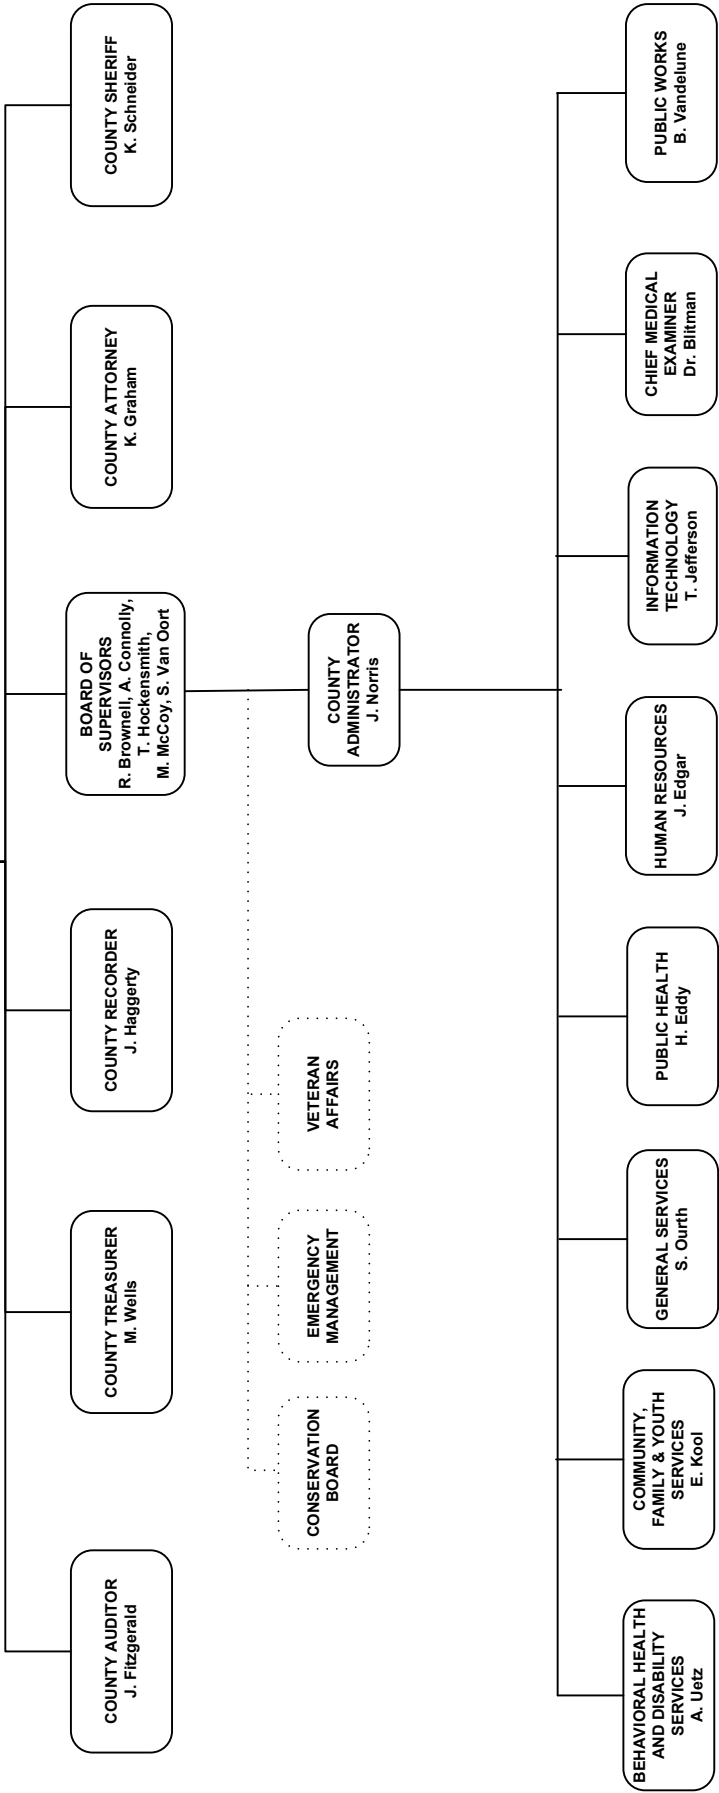 COUNTY AUDITOR
J. Fitzgerald
COUNTY TREASURER
M. Wells
COUNTY RECORDER
J. Haggerty
BOARD OF
SUPERVISORS
R. Brownell, A. Connolly,
T. Hockensmith,
M. McCoy, S. Van Oort
COUNTY ATTORNEY
K. Graham
COUNTY SHERIFF
K. Schneider
CONSERVATION
BOARD
EMERGENCY
MANAGEMENT
VETERAN
AFFAIRS
COUNTY
ADMINISTRATOR
J. Norris
BEHAVIORAL HEALTH
AND DISABILITY
SERVICES
A. Uetz
COMMUNITY,
FAMILY & YOUTH
SERVICES
E. Kool
GENERAL SERVICES
S. Ourth
PUBLIC HEALTH
H. Eddy
HUMAN RESOURCES
J. Edgar
INFORMATION
TECHNOLOGY
T. Jefferson
CHIEF MEDICAL
EXAMINER
Dr. Blitman
PUBLIC WORKS
B. Vandelune